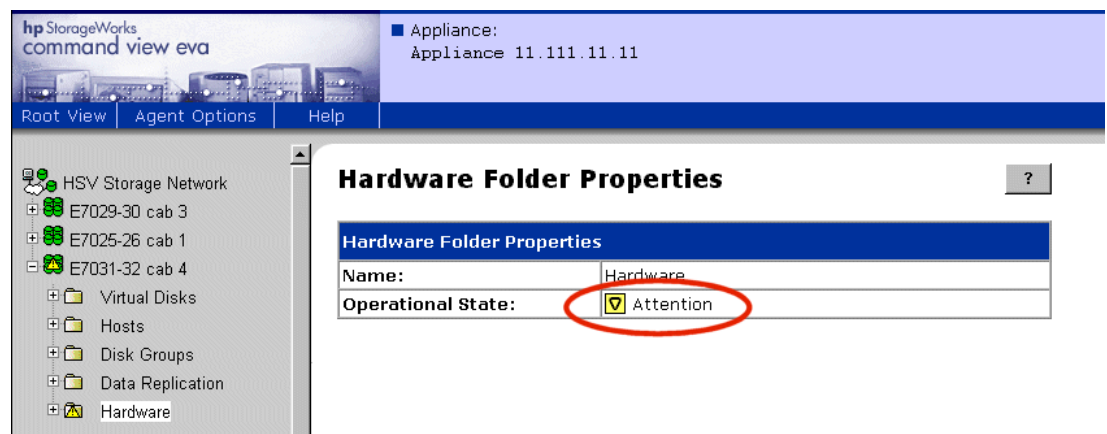 hp StorageWorks
command view eva
Appliance:
Appliance 11.111.11.11
Root View Agent Options Help
HSV Storage Network
E7029-30 cab 3
E7025-26 cab 1
E7031-32 cab 4
Virtual Disks
Hosts
Disk Groups
Data Replication
Hardware
Hardware Folder Properties ?
Hardware Folder Properties
Name: Hardware
Operational State: Attention